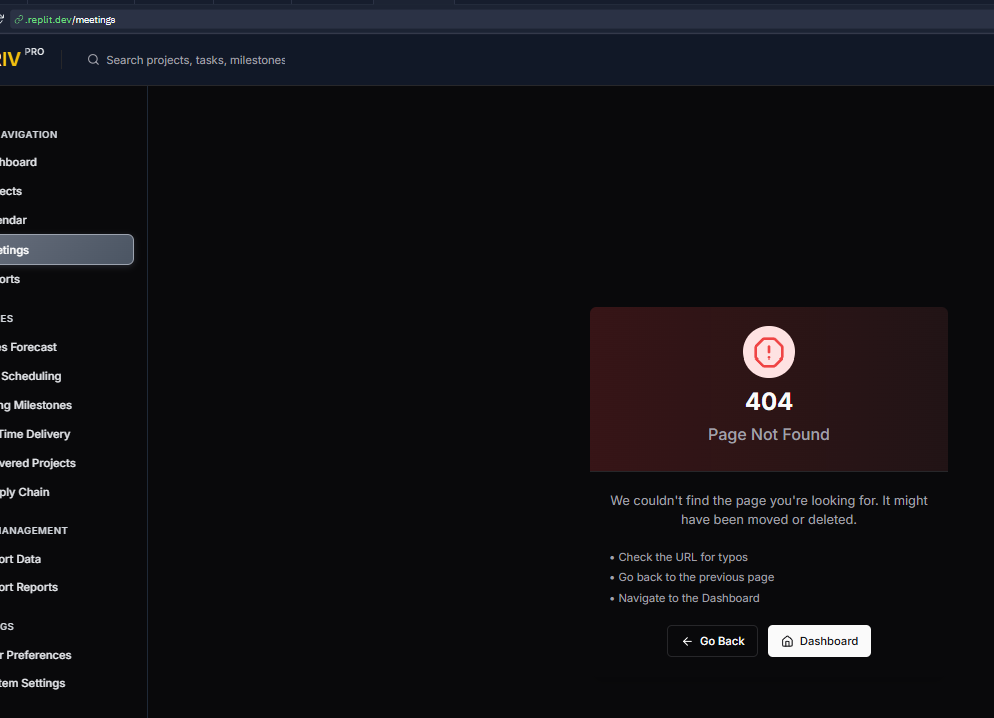 .replit.dev/meetings
IV PRO
Search projects, tasks, milestones
AVIGATION
hboard
ects
endar
etings
orts
ES
s Forecast
Scheduling
ng Milestones
Time Delivery
vered Projects
ply Chain
ANAGEMENT
ort Data
ort Reports
GS
r Preferences
tem Settings
404
Page Not Found
We couldn't find the page you're looking for. It might
have been moved or deleted.
• Check the URL for typos
• Go back to the previous page
• Navigate to the Dashboard
Go Back
Dashboard